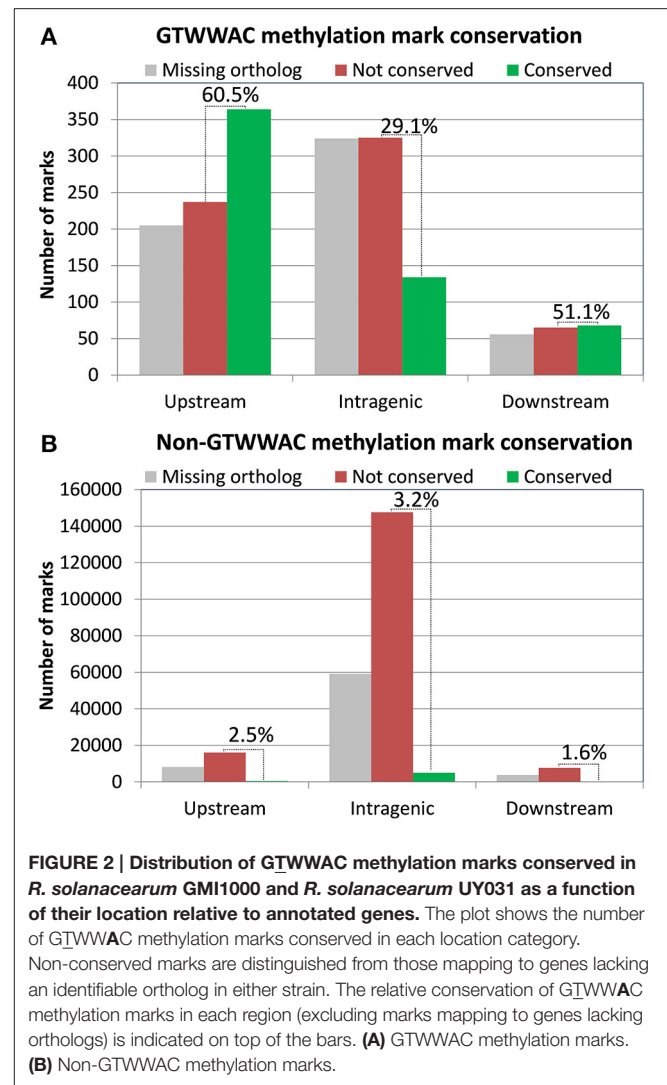 A GTWWAC methylation mark conservation
Missing ortholog Not conserved Conserved
400
350
300
250
200
150
100
50
0
Number of marks
60.5%
29.1%
51.1%
Upstream Intragenic Downstream
B Non-GTWWAC methylation mark conservation
Missing ortholog Not conserved Conserved
160000
140000
120000
100000
80000
60000
40000
20000
0
Number of marks
2.5%
3.2%
1.6%
Upstream Intragenic Downstream
FIGURE 2 | Distribution of GTWWAC methylation marks conserved in
R. solanacearum GMI1000 and R. solanacearum UY031 as a function
of their location relative to annotated genes. The plot shows the number
of GTWWAC methylation marks conserved in each location category.
Non-conserved marks are distinguished from those mapping to genes lacking
an identifiable ortholog in either strain. The relative conservation of GTWWAC
methylation marks in each region (excluding marks mapping to genes lacking
orthologs) is indicated on top of the bars. (A) GTWWAC methylation marks.
(B) Non-GTWWAC methylation marks.